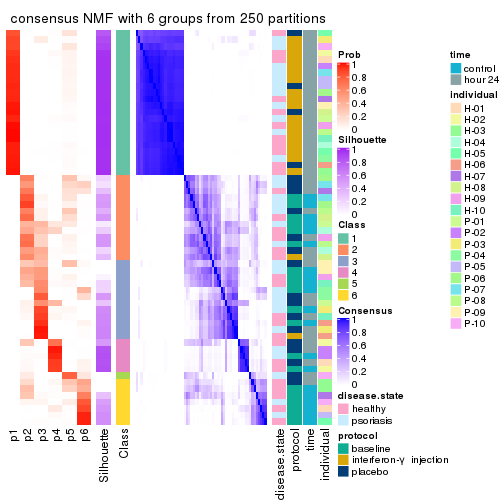 consensus NMF with 6 groups from 250 partitions
Prob
1
0.8
0.6
0.4
0.2
0
Silhouette
1
0.8
0.6
0.4
0.2
0
Class
1
2
3
4
5
6
Consensus
1
0.8
0.6
0.4
0.2
0
disease.state
healthy
psoriasis
protocol
baseline
interferon-γ injection
placebo
time
control
hour 24
individual
H-01
H-02
H-03
H-04
H-05
H-06
H-07
H-08
H-09
H-10
P-01
P-02
P-03
P-04
P-05
P-06
P-07
P-08
P-09
P-10
p1
p2
p3
p4
p5
p6
Silhouette
Class
disease.state
protocol
time
individual